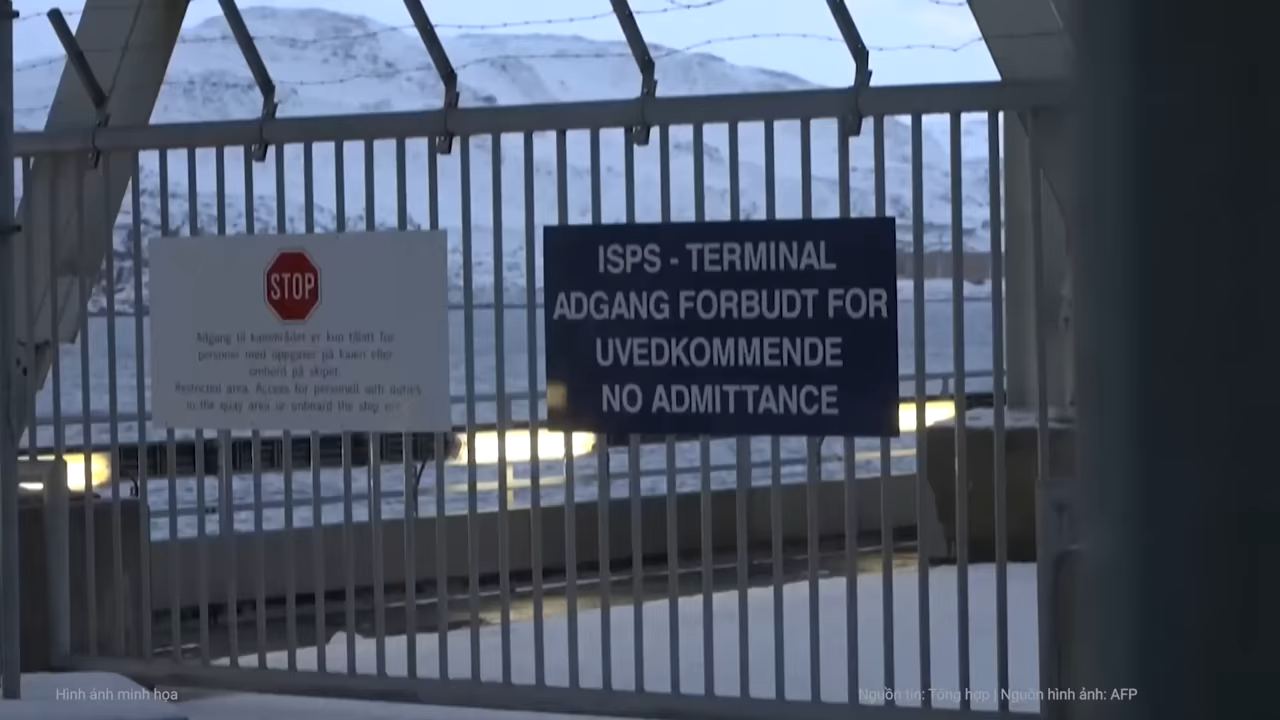 STOP
Adgang til kaiområdet er kun tillatt for
personer med oppgaver på kaien eller
ombord på skipet.
Restricted area. Access for personell with duties
in the quay area or onboard the ship
ISPS - TERMINAL
ADGANG FORBUDT FOR
UVEDKOMMENDE
NO ADMITTANCE
Hình ảnh minh họa
Nguồn tin: Tổng hợp | Nguồn hình ảnh: AFP